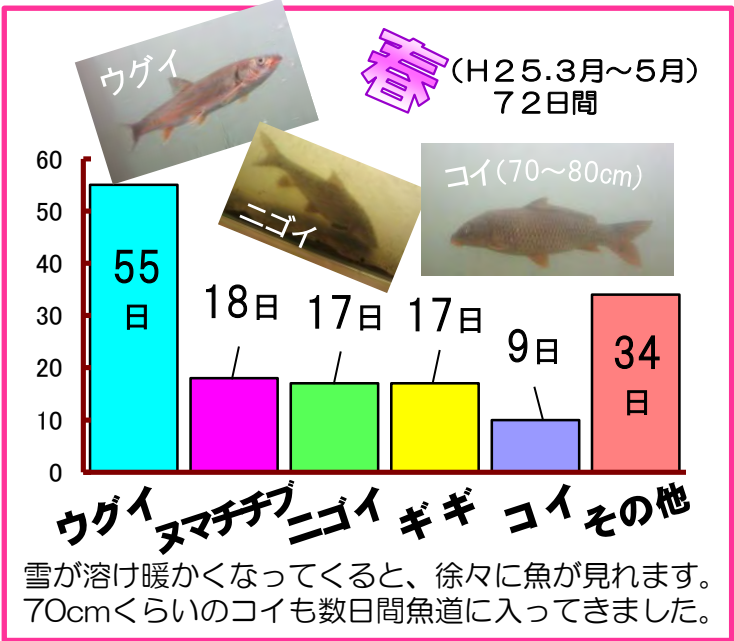 ウグイ
春
（H２５.３月～５月）
７２日間
コイ(70～80cm)
ニゴイ
60
50
40
30
20
10
0
55
日
18日
17日
17日
9日
34
日
ウグイ
ヌマチチブ
ニゴイ
ギギ
コイ
その他
雪が溶け暖かくなってくると、徐々に魚が見れます。
70cmくらいのコイも数日間魚道に入ってきました。